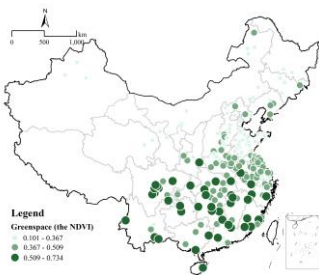 0 500 1,000
km
Legend
Greenspace (the NDVI)
0.101 - 0.367
0.367 - 0.509
0.509 - 0.734